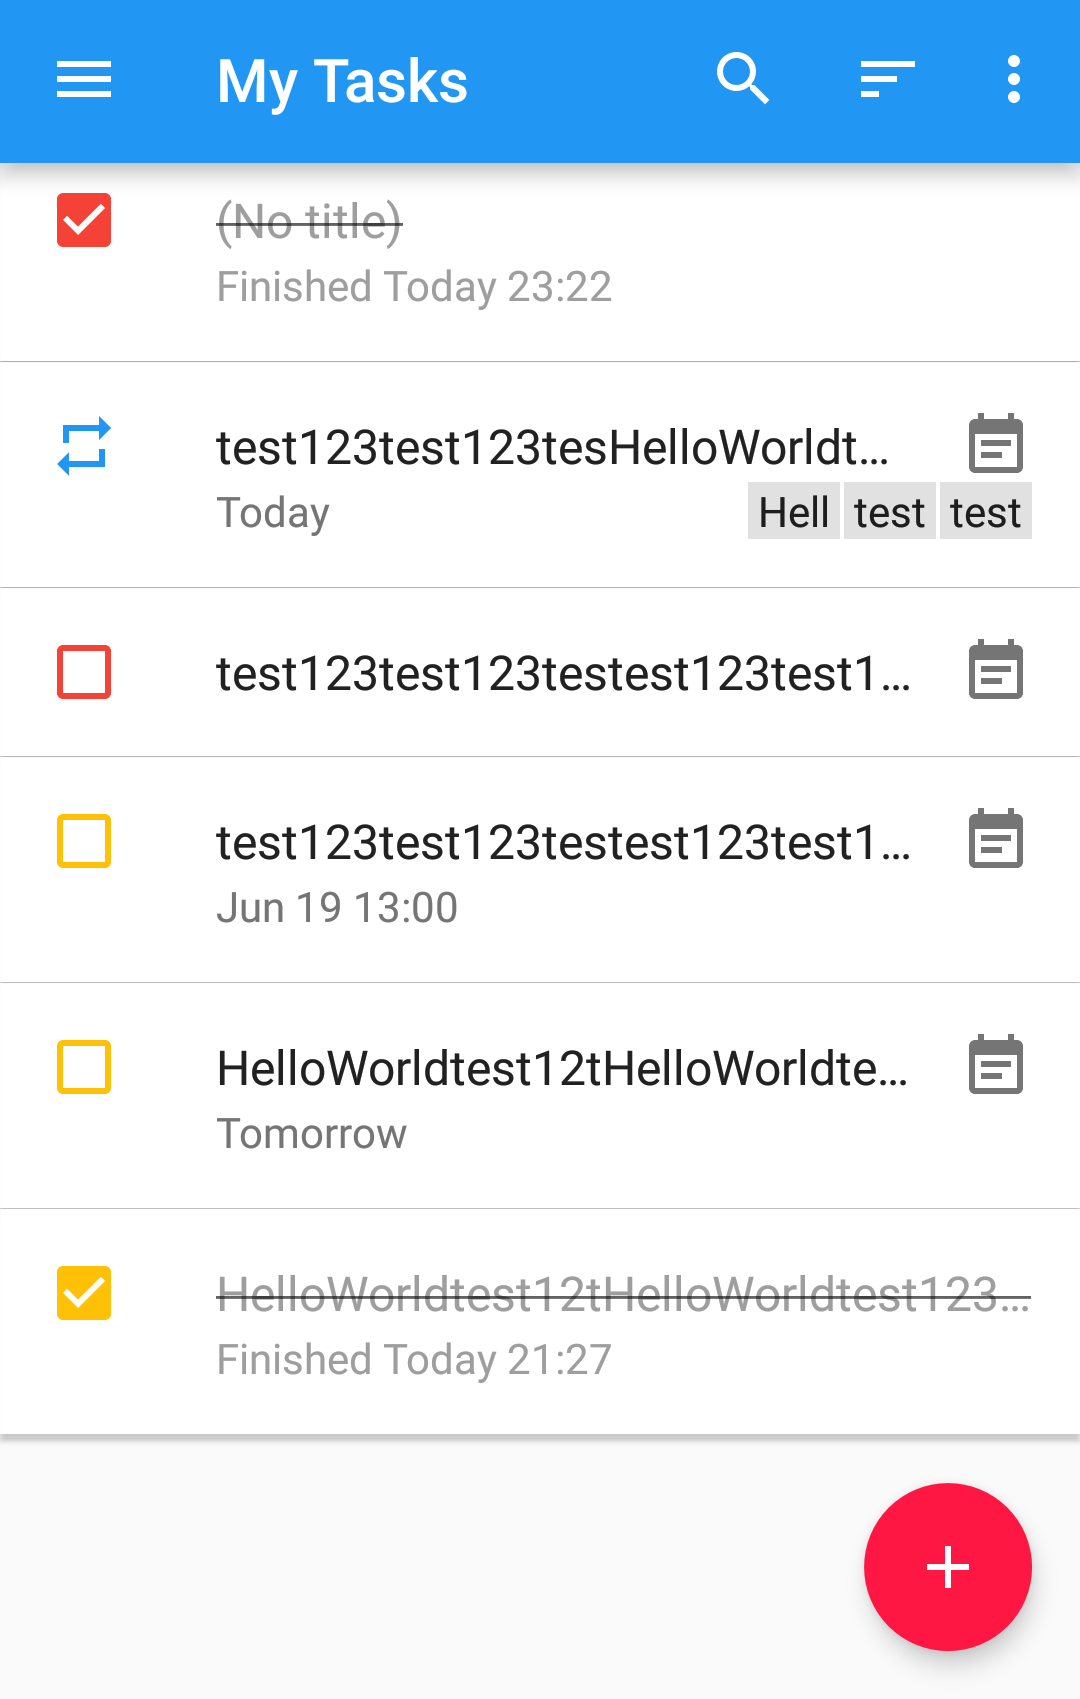 My Tasks
(No title)
Finished Today 23:22
test123test123tesHelloWorldt...
Today
Hell test test
test123test123testest123test1...
test123test123testest123test1...
Jun 19 13:00
HelloWorldtest12tHelloWorldte...
Tomorrow
HelloWorldtest12tHelloWorldtest123...
Finished Today 21:27